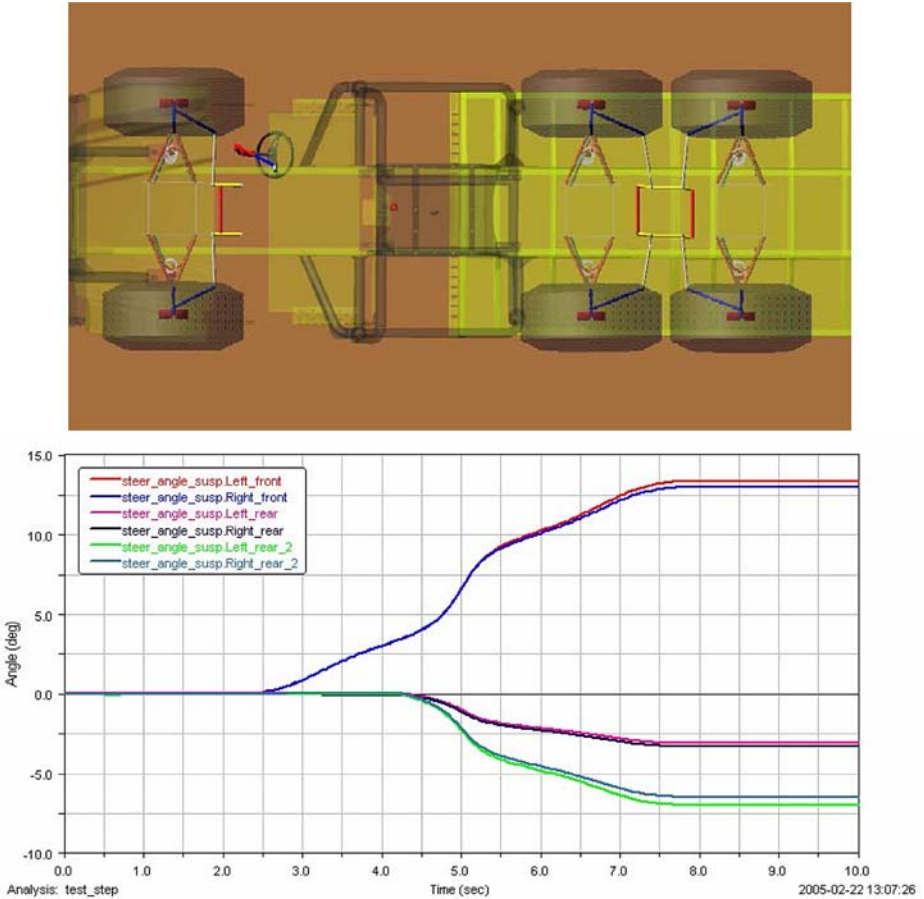 15.0
10.0
5.0
0.0
-5.0
-10.0
Angle (deg)
steer_angle_susp.Left_front
steer_angle_susp.Right_front
steer_angle_susp.Left_rear
steer_angle_susp.Right_rear
steer_angle_susp.Left_rear_2
steer_angle_susp.Right_rear_2
0.0 1.0 2.0 3.0 4.0 5.0 6.0 7.0 8.0 9.0 10.0
Analysis: test_step Time (sec) 2005-02-22 13:07:26